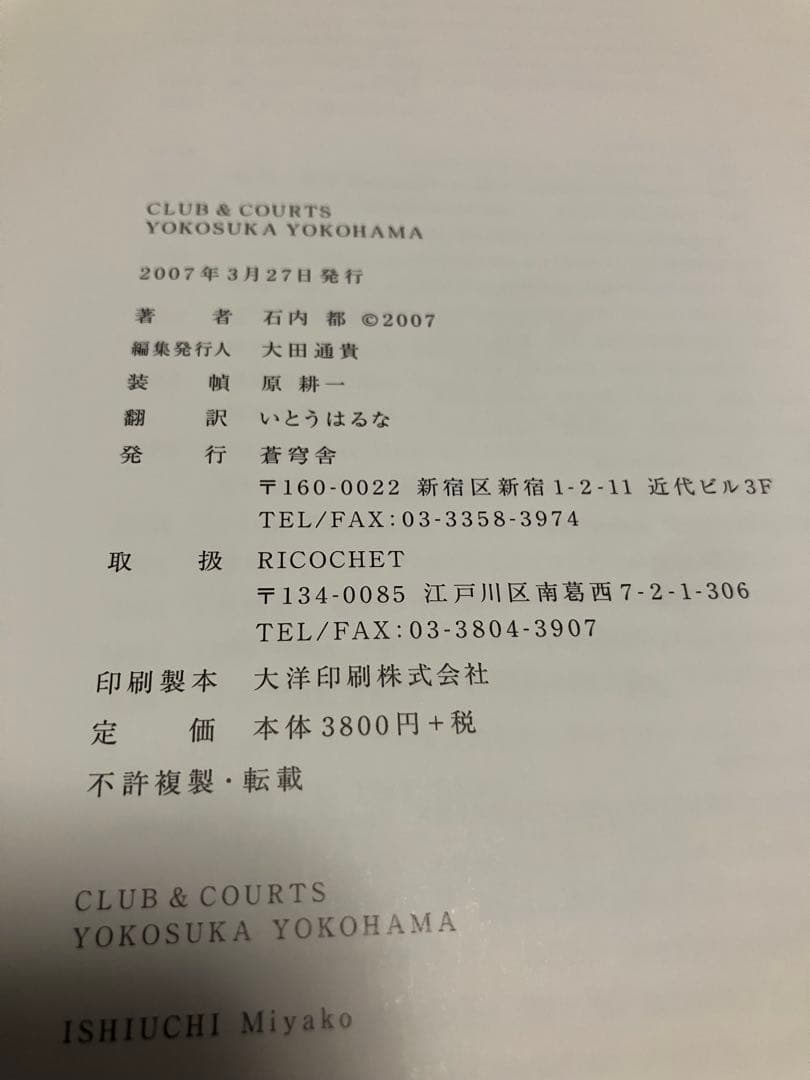 CLUB & COURTS
YOKOSUKA YOKOHAMA
2007年3月27日発行
著 者 石内 都 ©2007
編集発行人 大田通貴
装 幀 原 耕一
翻 訳 いとうはるな
発 行 蒼穹舎
〒160-0022 新宿区新宿1-2-11 近代ビル3F
TEL/FAX:03-3358-3974
取 扱 RICOCHET
〒134-0085 江戸川区南葛西7-2-1-306
TEL/FAX:03-3804-3907
印刷製本 大洋印刷株式会社
定 価 本体3800円+税
不許複製・転載
CLUB & COURTS
YOKOSUKA YOKOHAMA
ISHIUCHI Miyako